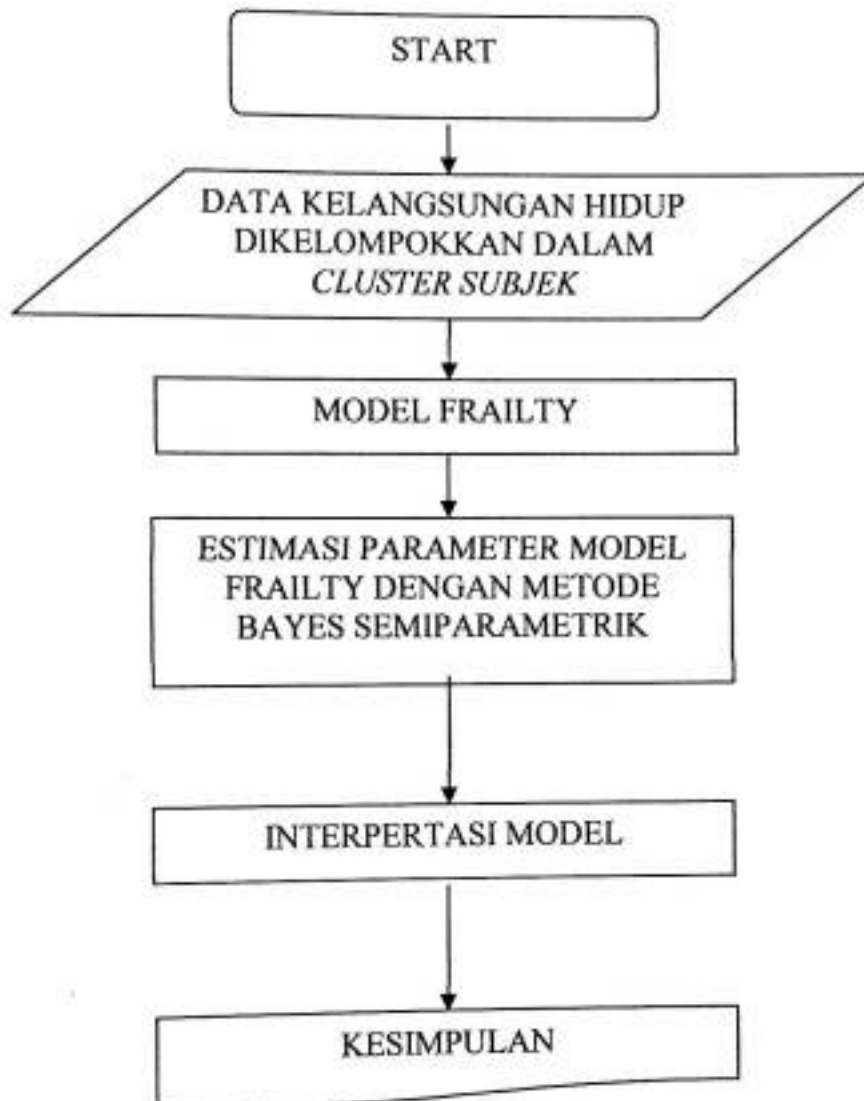 START
DATA KELANGSUNGAN HIDUP
DIKELOMPOKKAN DALAM
CLUSTER SUBJEK
MODEL FRAILTY
ESTIMASI PARAMETER MODEL
FRAILTY DENGAN METODE
BAYES SEMIPARAMETRIK
INTERPERTASI MODEL
KESIMPULAN